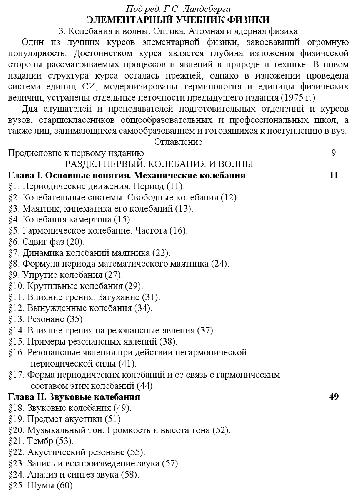 Под ред. Г.С. Ландсберга
ЭЛЕМЕНТАРНЫЙ УЧЕБНИК ФИЗИКИ
3. Колебания и волны. Оптика. Атомная и ядерная физика
Один из лучших курсов элементарной физики, завоевавший огромную
популярность. Достоинством курса является глубина изложения физической
стороны рассматриваемых процессов и явлений в природе и технике. В новом
издании структура курса осталась прежней, однако в изложении проведена
система единиц СИ, модернизированы терминология и единицы физических
величин, устранены отдельные неточности предыдущего издания (1975 г.)
Для слушателей и преподавателей подготовительных отделений и курсов
вузов, старшеклассников общеобразовательных и профессиональных школ, а
также лиц, занимающихся самообразованием и готовящихся к поступлению в вуз.
Оглавление
Предисловие к первому изданию 9
РАЗДЕЛ ПЕРВЫЙ. КОЛЕБАНИЯ И ВОЛНЫ
Глава I. Основные понятия. Механические колебания 11
§1. Периодические движения. Период (11).
§2. Колебательные системы. Свободные колебания (12)
§3. Маятник; кинематика его колебаний (13).
§4. Колебания камертона (15)
§5. Гармоническое колебание. Частота (16).
§6. Сдвиг фаз (20).
§7. Динамика колебаний маятника (22).
§8. Формула периода математического маятника (24).
§9. Упругие колебания (27)
§10. Крутильные колебания (29).
§11. Влияние трения. Затухание (31).
§12. Вынужденные колебания (34).
§13. Резонанс (35)
§14. Влияние трения на резонансные явления (37)
§15. Примеры резонансных явлений (38).
§16. Резонансные явления при действии негармонической
периодической силы (41).
§17. Форма периодических колебаний и ее связь с гармоническим
составом этих колебаний (44)
Глава II. Звуковые колебания 49
§18. Звуковые колебания (49).
§19. Предмет акустики (51)
§20. Музыкальный тон. Громкость и высота тона (52).
§21. Тембр (53).
§22. Акустический резонанс (55).
§23. Запись и воспроизведение звука (57)
§24. Анализ и синтез звука (59).
§25. Шумы (60)